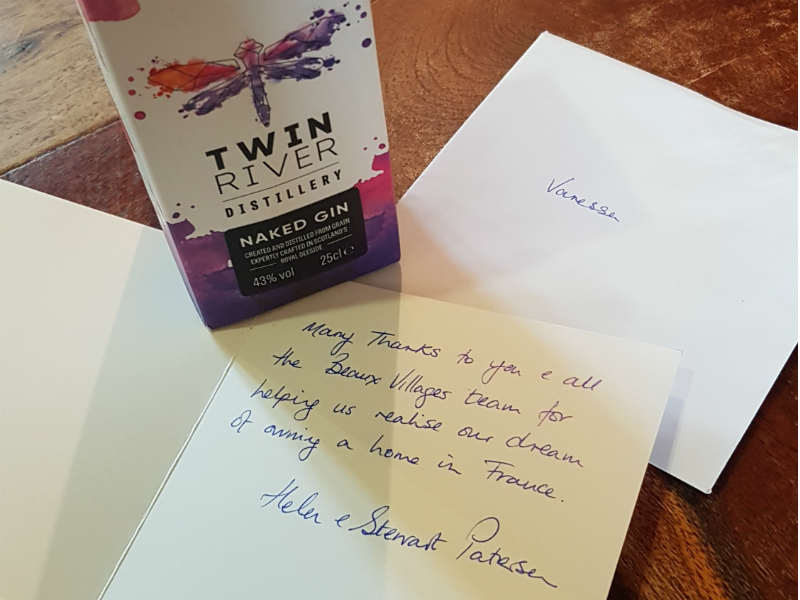 TWIN
RIVER
DISTILLERY
NAKED GIN
CREATED AND DISTILLED FROM GRAIN
EXPERTLY CRAFTED IN SCOTLAND'S
ROYAL DEESIDE
43% vol 25cl e
Vanessa
Many Thanks to you e all
the Beaux Villages team for
helping us realise our dream
of owning a home in France.
Helen e Stewart Paterson